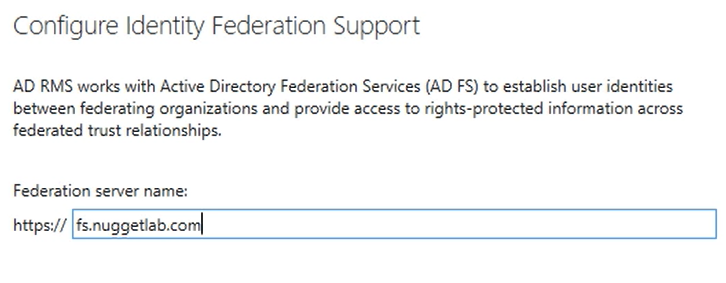 Configure Identity Federation Support
AD RMS works with Active Directory Federation Services (AD FS) to establish user identities
between federating organizations and provide access to rights-protected information across
federated trust relationships.
Federation server name:
https:// fs.nuggetlab.com